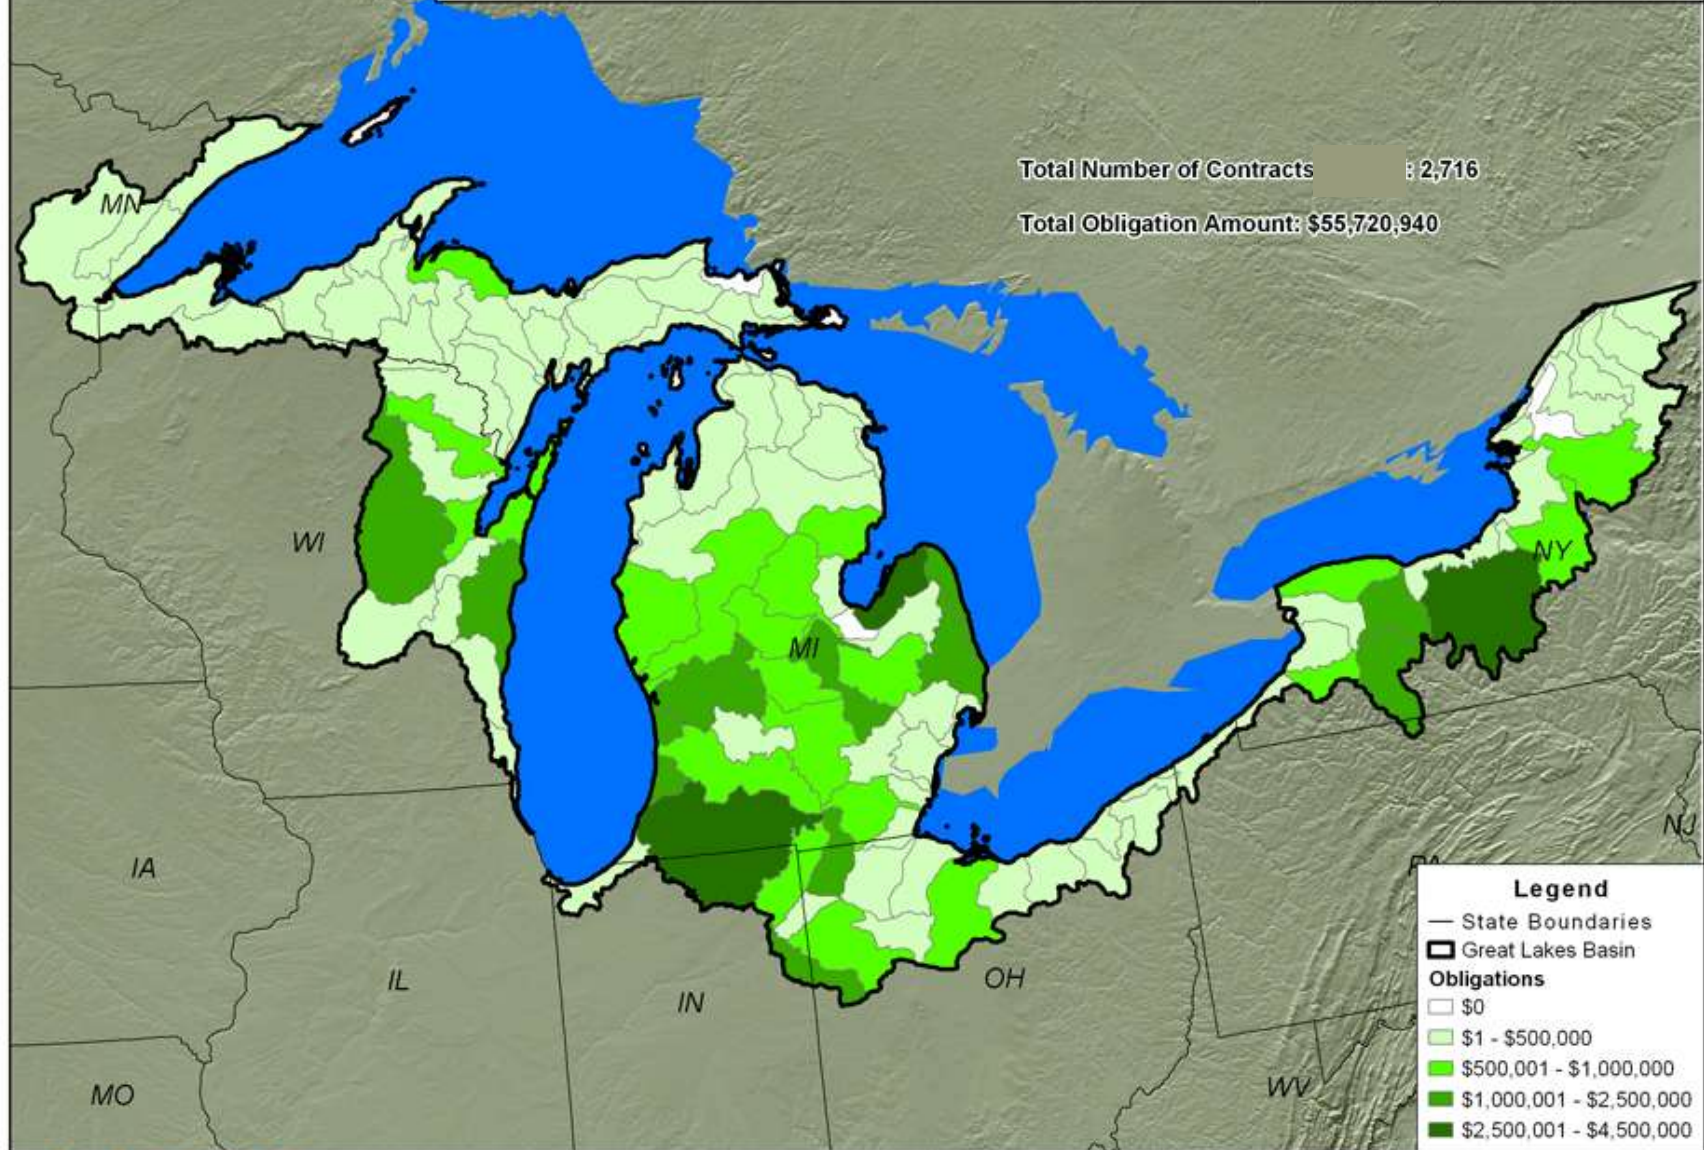 Total Number of Contracts : 2,716
Total Obligation Amount: $55,720,940
MN
WI
MI
NY
IA
IL
IN
OH
PA
NJ
MO
WV
Legend
State Boundaries
Great Lakes Basin
Obligations
$0
$1 - $500,000
$500,001 - $1,000,000
$1,000,001 - $2,500,000
$2,500,001 - $4,500,000